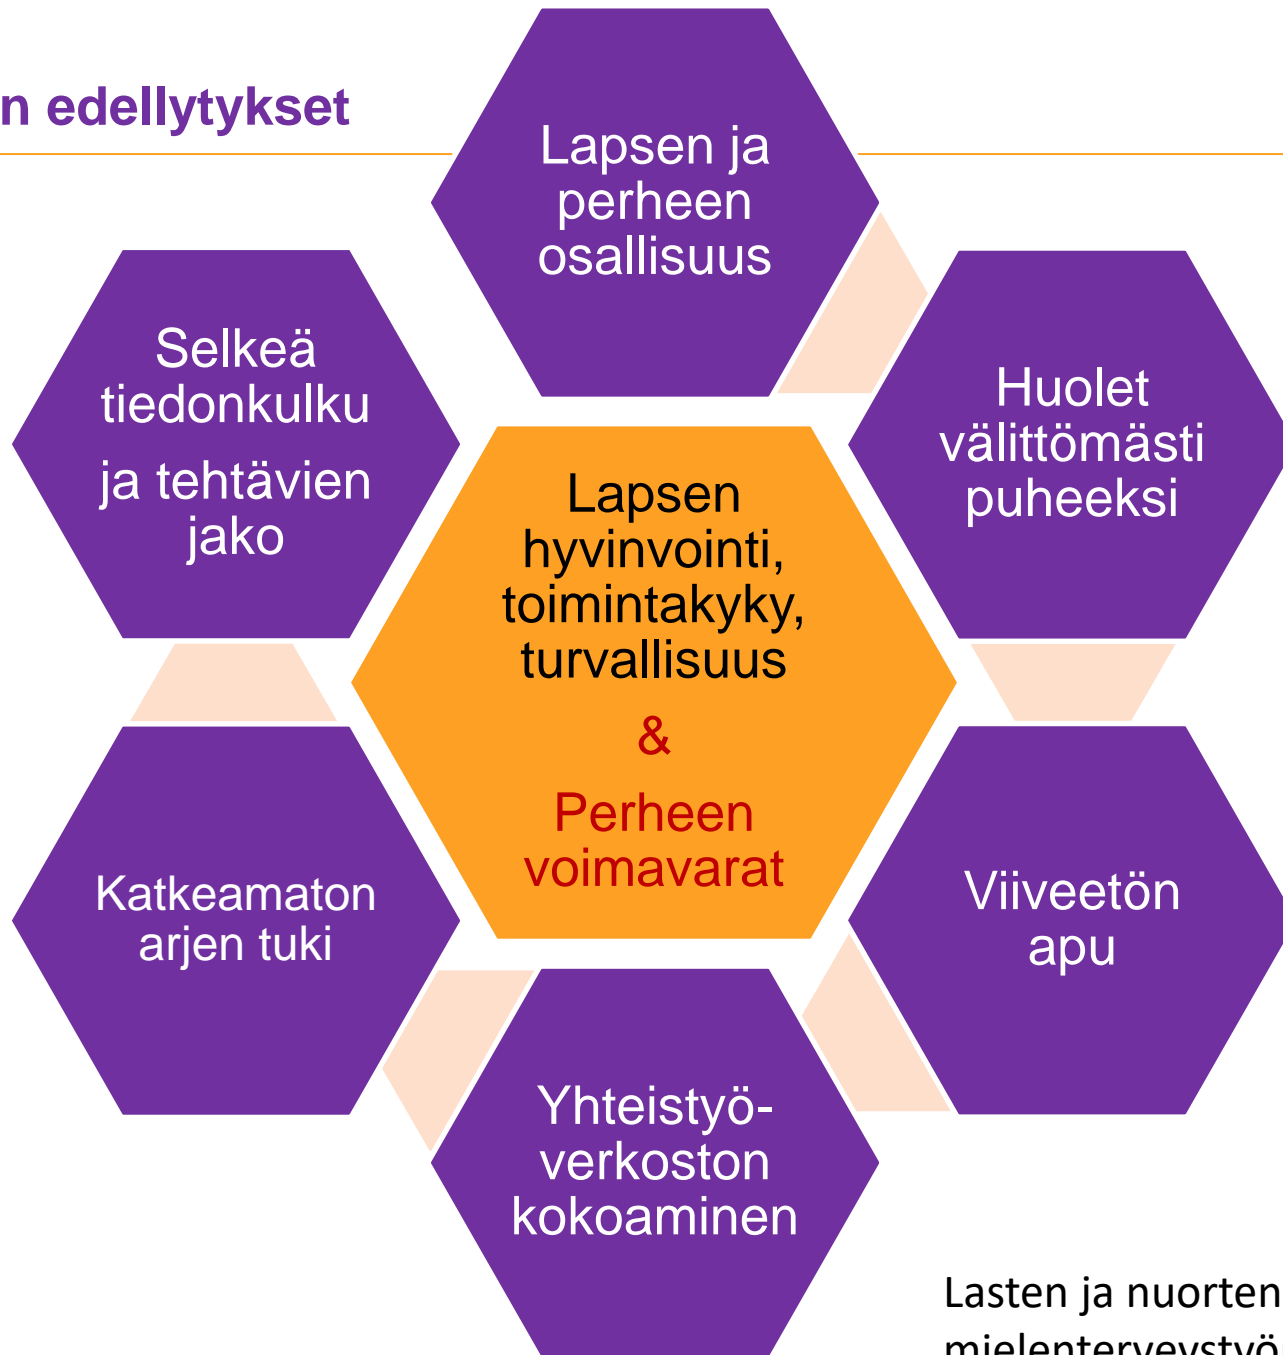 n edellytykset
Lapsen ja
perheen
osallisuus
Huolet
välittömästi
puheeksi
Viiveetön
apu
Yhteistyö-
verkoston
kokoaminen
Katkeamaton
arjen tuki
Selkeä
tiedonkulku
ja tehtävien
jako
Lapsen
hyvinvointi,
toimintakyky,
turvallisuus
&
Perheen
voimavarat
Lasten ja nuorten
mielenterveystyö